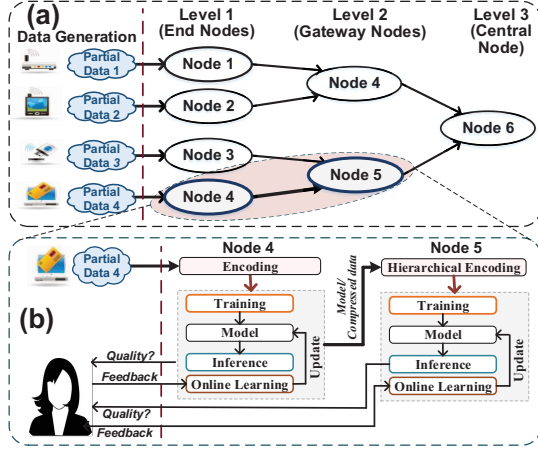 (a)
Data Generation
Level 1
(End Nodes)
Level 2
(Gateway Nodes)
Level 3
(Central
Node)
Partial
Data 1
Node 1
Partial
Data 2
Node 2
Node 4
Partial
Data 3
Node 3
Node 6
Partial
Data 4
Node 4
Node 5
(b)
Partial
Data 4
Node 4
Encoding
Training
Model
Inference
Online Learning
Update
Model/
Compressed data
Node 5
Hierarchical Encoding
Training
Model
Inference
Online Learning
Update
Quality?
Feedback
Quality?
Feedback